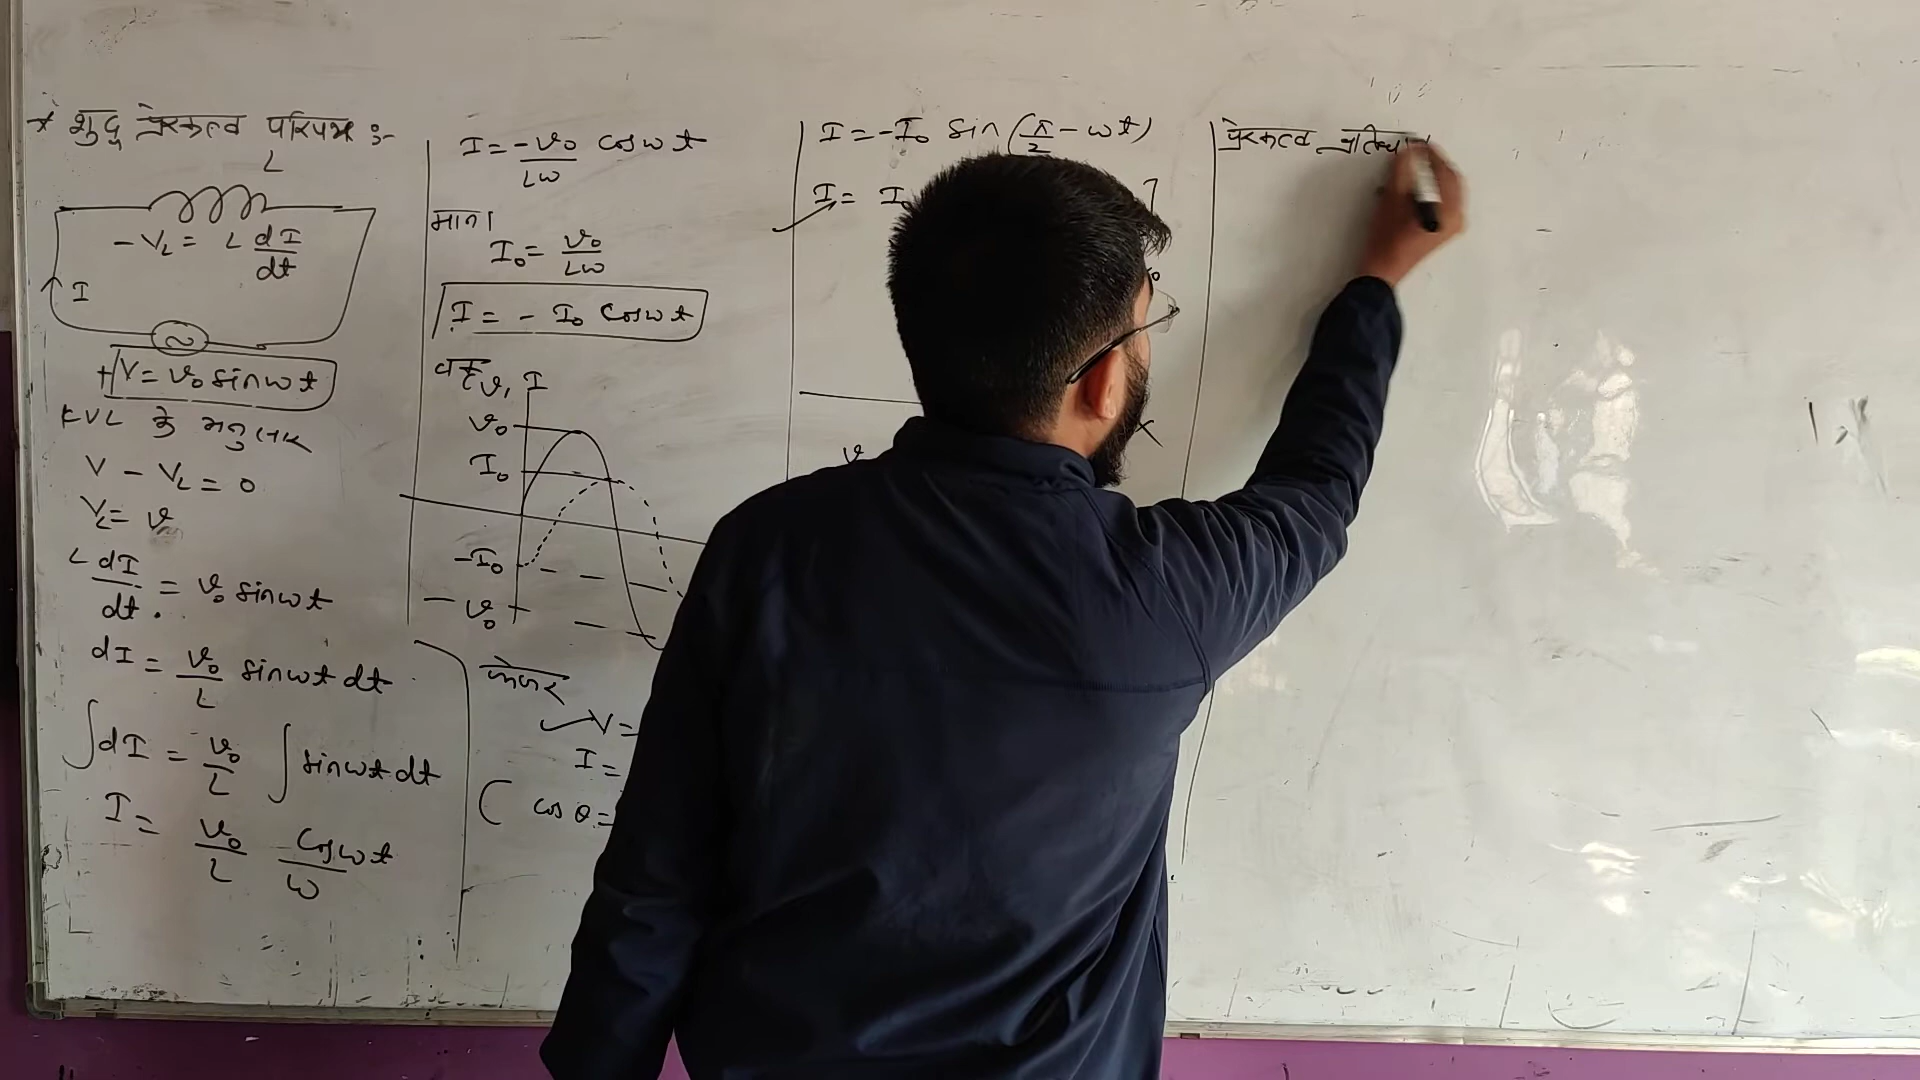 * शुद्ध प्रेरकत्व परिपथ :-
L
- V_L = L dI/dt
I
+ V = v₀ sinωt
KVL के अनुसार
V - V_L = 0
V_L = v
L dI/dt = v₀ sinωt
dI = v₀/L sinωt dt
∫dI = v₀/L ∫ sinωt dt
I = v₀/L cosωt/ω
I = -v₀/Lω cosωt
माना
I₀ = v₀/Lω
I = - I₀ cosωt
वक्र v, I
v₀
I₀
-I₀
- v₀
V =
I =
( cos θ =
I = -I₀ sin (π/2 - ωt)
I = I₀
v
प्रेरकत्व